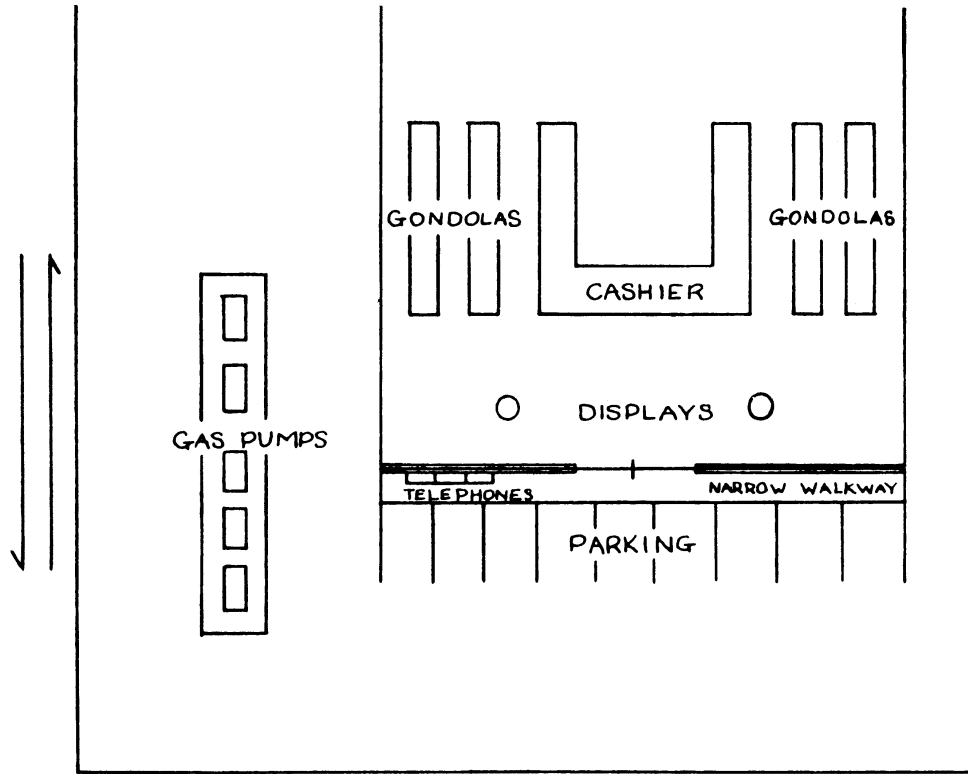 GONDOLAS
GONDOLAS
CASHIER
DISPLAYS
GAS PUMPS
TELEPHONES
NARROW WALKWAY
PARKING